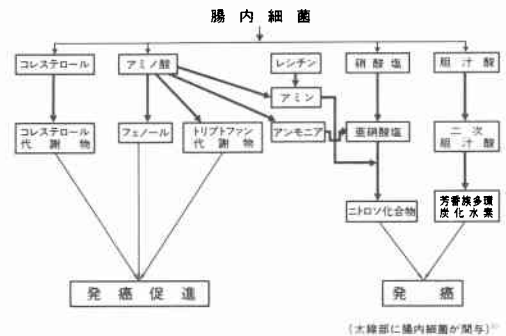 腸内細菌
コレステロール
アミノ酸
レシチン
硝酸塩
胆汁酸
アミン
コレステロール
代謝物
フェノール
トリプトファン
代謝物
アンモニア
亜硝酸塩
二次
胆汁酸
ニトロソ化合物
芳香族多環
炭化水素
発癌促進
発癌
(太線部に腸内細菌が関与)